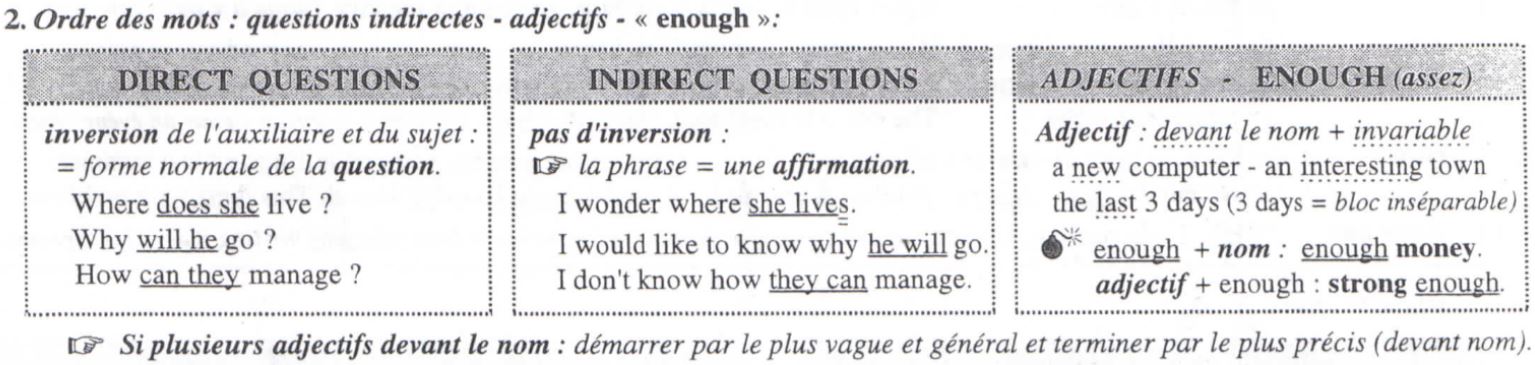 2. Ordre des mots : questions indirectes - adjectifs - « enough »:
DIRECT QUESTIONS
inversion de l'auxiliaire et du sujet :
= forme normale de la question.
Where does she live ?
Why will he go ?
How can they manage ?
INDIRECT QUESTIONS
pas d'inversion :
☞ la phrase = une affirmation.
I wonder where she lives.
I would like to know why he will go.
I don't know how they can manage.
ADJECTIFS - ENOUGH (assez)
Adjectif : devant le nom + invariable
a new computer - an interesting town
the last 3 days (3 days = bloc inséparable)
💣 enough + nom : enough money.
adjectif + enough : strong enough.
☞ Si plusieurs adjectifs devant le nom : démarrer par le plus vague et général et terminer par le plus précis (devant nom).